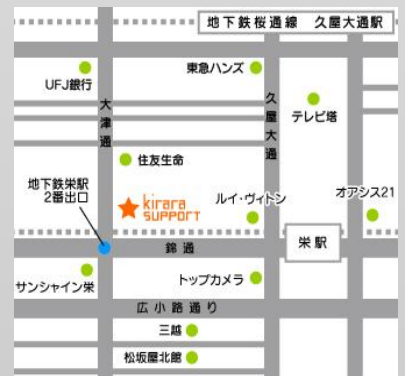 地下鉄桜通線 久屋大通駅
東急ハンズ
UFJ銀行
大津通
久屋大通
テレビ塔
住友生命
地下鉄栄駅
2番出口
kirara
SUPPORT
ルイ・ヴィトン
オアシス21
錦通
栄駅
サンシャイン栄
トップカメラ
広小路通り
三越
松坂屋北館